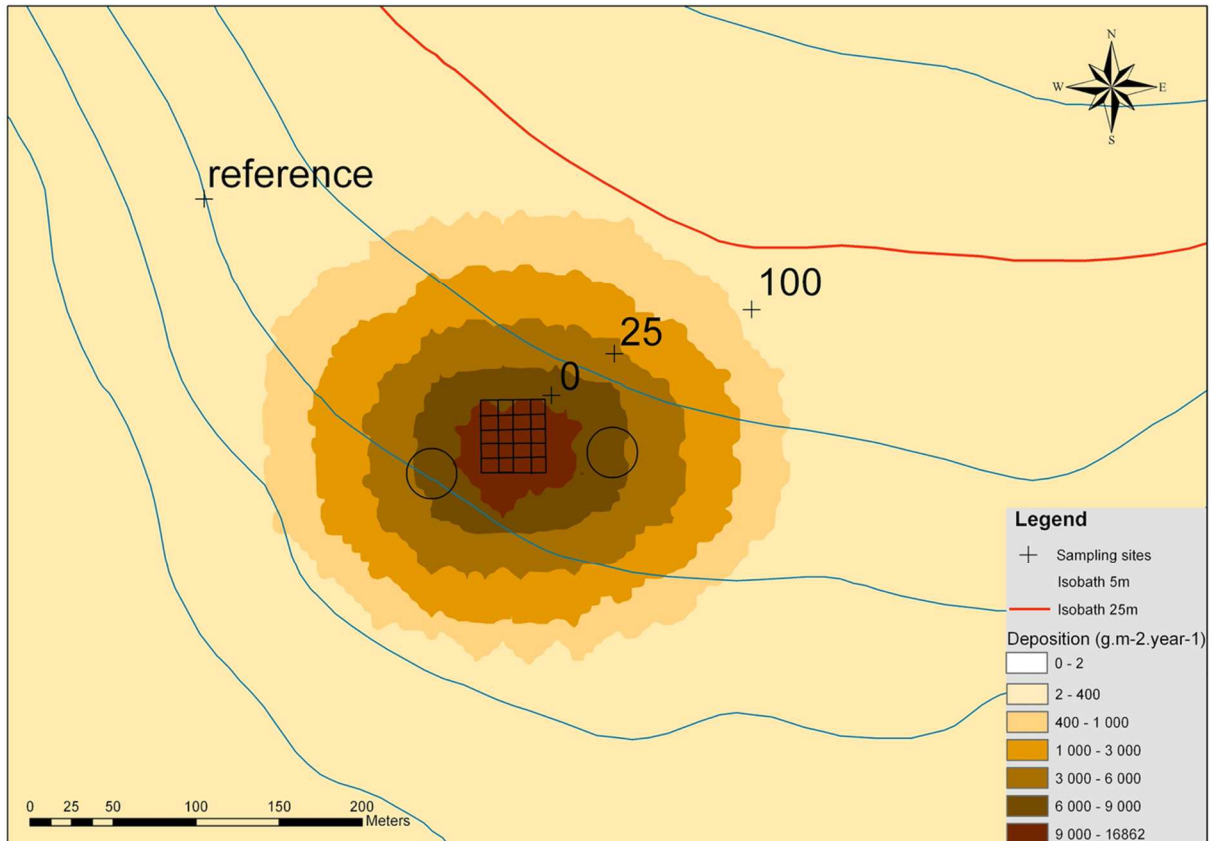 N
W E
S
reference
100
25
0
Legend
Sampling sites
Isobath 5m
Isobath 25m
Deposition (g.m-2.year-1)
0 - 2
2 - 400
400 - 1 000
1 000 - 3 000
3 000 - 6 000
6 000 - 9 000
9 000 - 16862
0 25 50 100 150 200
Meters